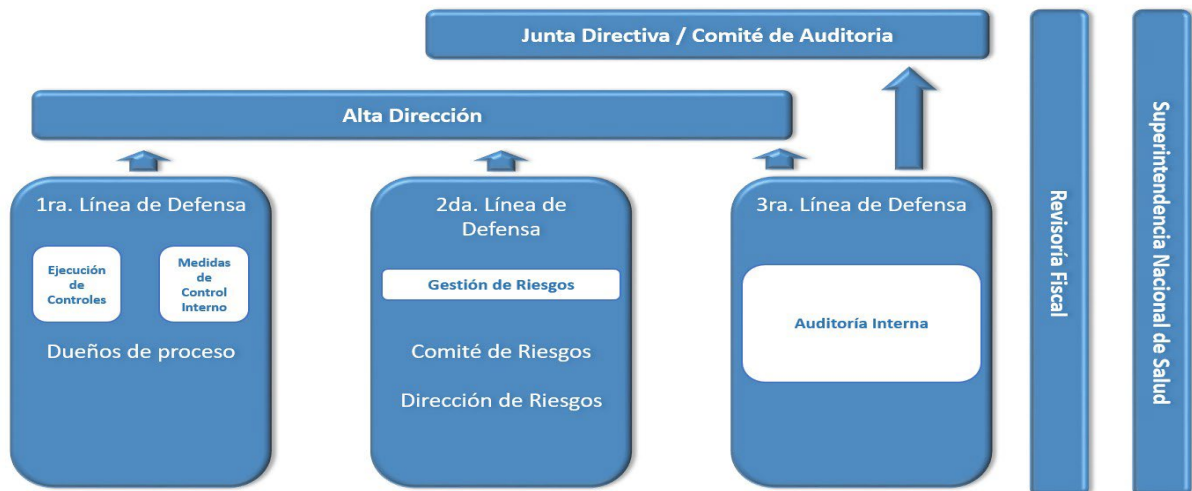 Junta Directiva / Comité de Auditoria
Alta Dirección
1ra. Línea de Defensa
Ejecución
de
Controles
Medidas
de
Control
Interno
Dueños de proceso
2da. Línea de
Defensa
Gestión de Riesgos
Comité de Riesgos
Dirección de Riesgos
3ra. Línea de Defensa
Auditoría Interna
Revisoría Fiscal
Superintendencia Nacional de Salud